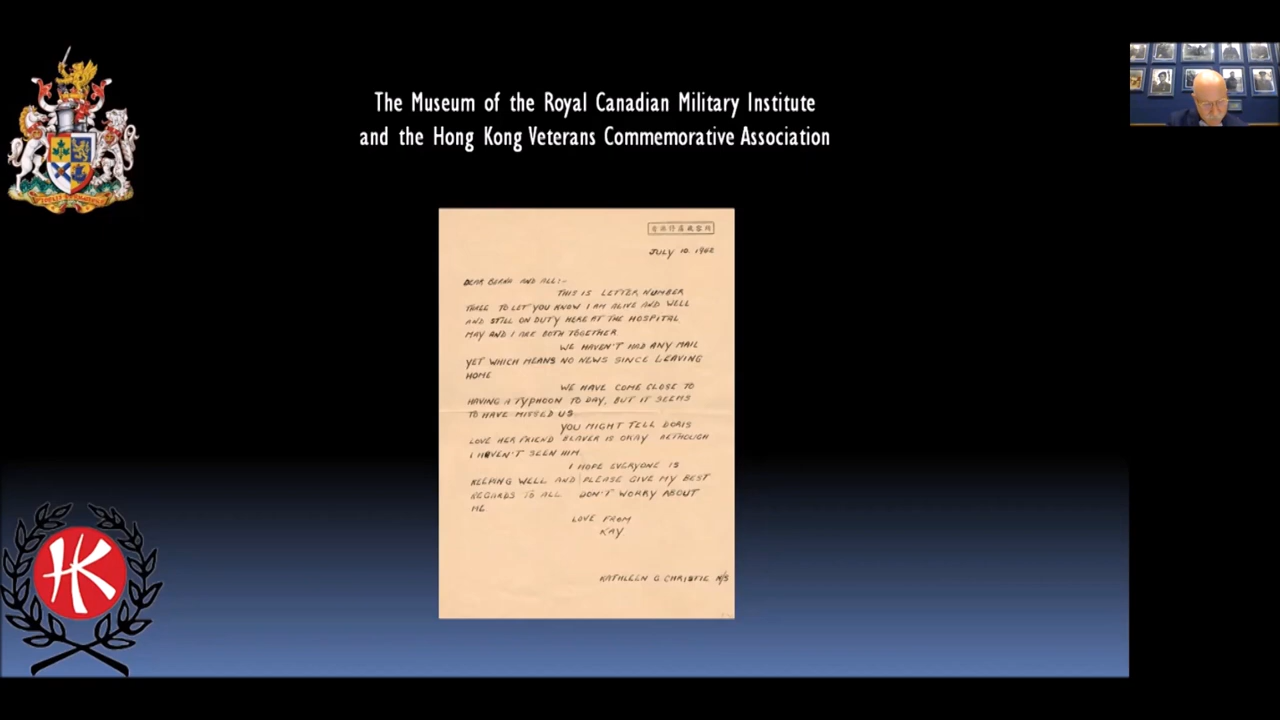 The Museum of the Royal Canadian Military Institute
and the Hong Kong Veterans Commemorative Association
JULY 10. 1942
DEAR AND ALL:-
THIS IS LETTER NUMBER
THREE TO LET YOU KNOW I AM ALIVE AND WELL
AND STILL ON DUTY HERE AT THE HOSPITAL
MAY AND I ARE BOTH TOGETHER
WE HAVEN'T HAD ANY MAIL
YET WHICH MEANS NO NEWS SINCE LEAVING
HOME
WE HAVE COME CLOSE TO
HAVING A TYPHOON TO DAY, BUT IT SEEMS
TO HAVE MISSED US
YOU MIGHT TELL DORIS
LOVE HER FRIEND BEAVER IS OKAY ALTHOUGH
I HAVEN'T SEEN HIM.
I HOPE EVERYONE IS
KEEPING WELL AND PLEASE GIVE MY BEST
REGARDS TO ALL DON'T WORRY ABOUT
ME
LOVE FROM
KAY
KATHLEEN G. CHRISTIE N/S
HK